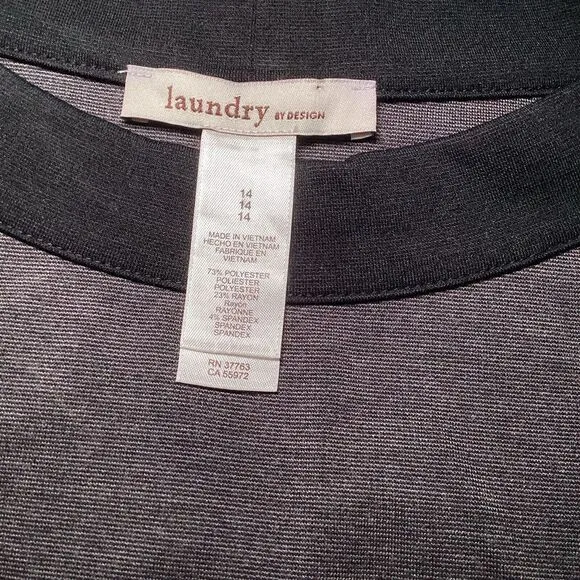 laundry BY DESIGN
14
14
14
MADE IN VIETNAM
HECHO EN VIETNAM
FABRIQUE EN
VIETNAM
73% POLYESTER
POLIESTER
POLYESTER
23% RAYON
Rayón
RAYONNE
4% SPANDEX
SPANDEX
SPANDEX
RN 37763
CA 55972